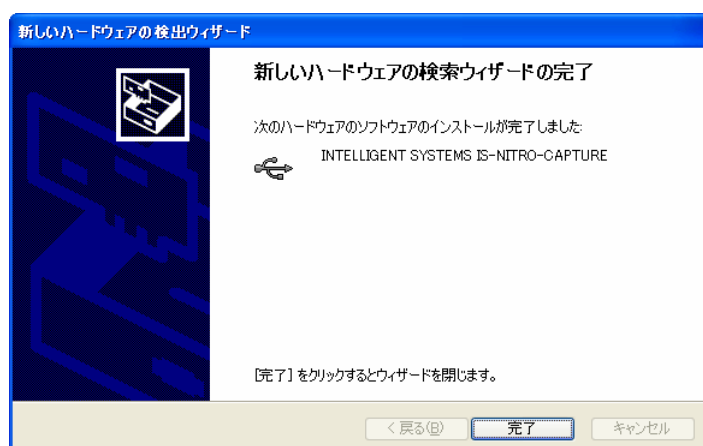 新しいハードウェアの検出ウィザード
新しいハードウェアの検索ウィザードの完了
次のハードウェアのソフトウェアのインストールが完了しました:
INTELLIGENT SYSTEMS IS-NITRO-CAPTURE
[完了] をクリックするとウィザードを閉じます。
< 戻る(B) 完了 キャンセル